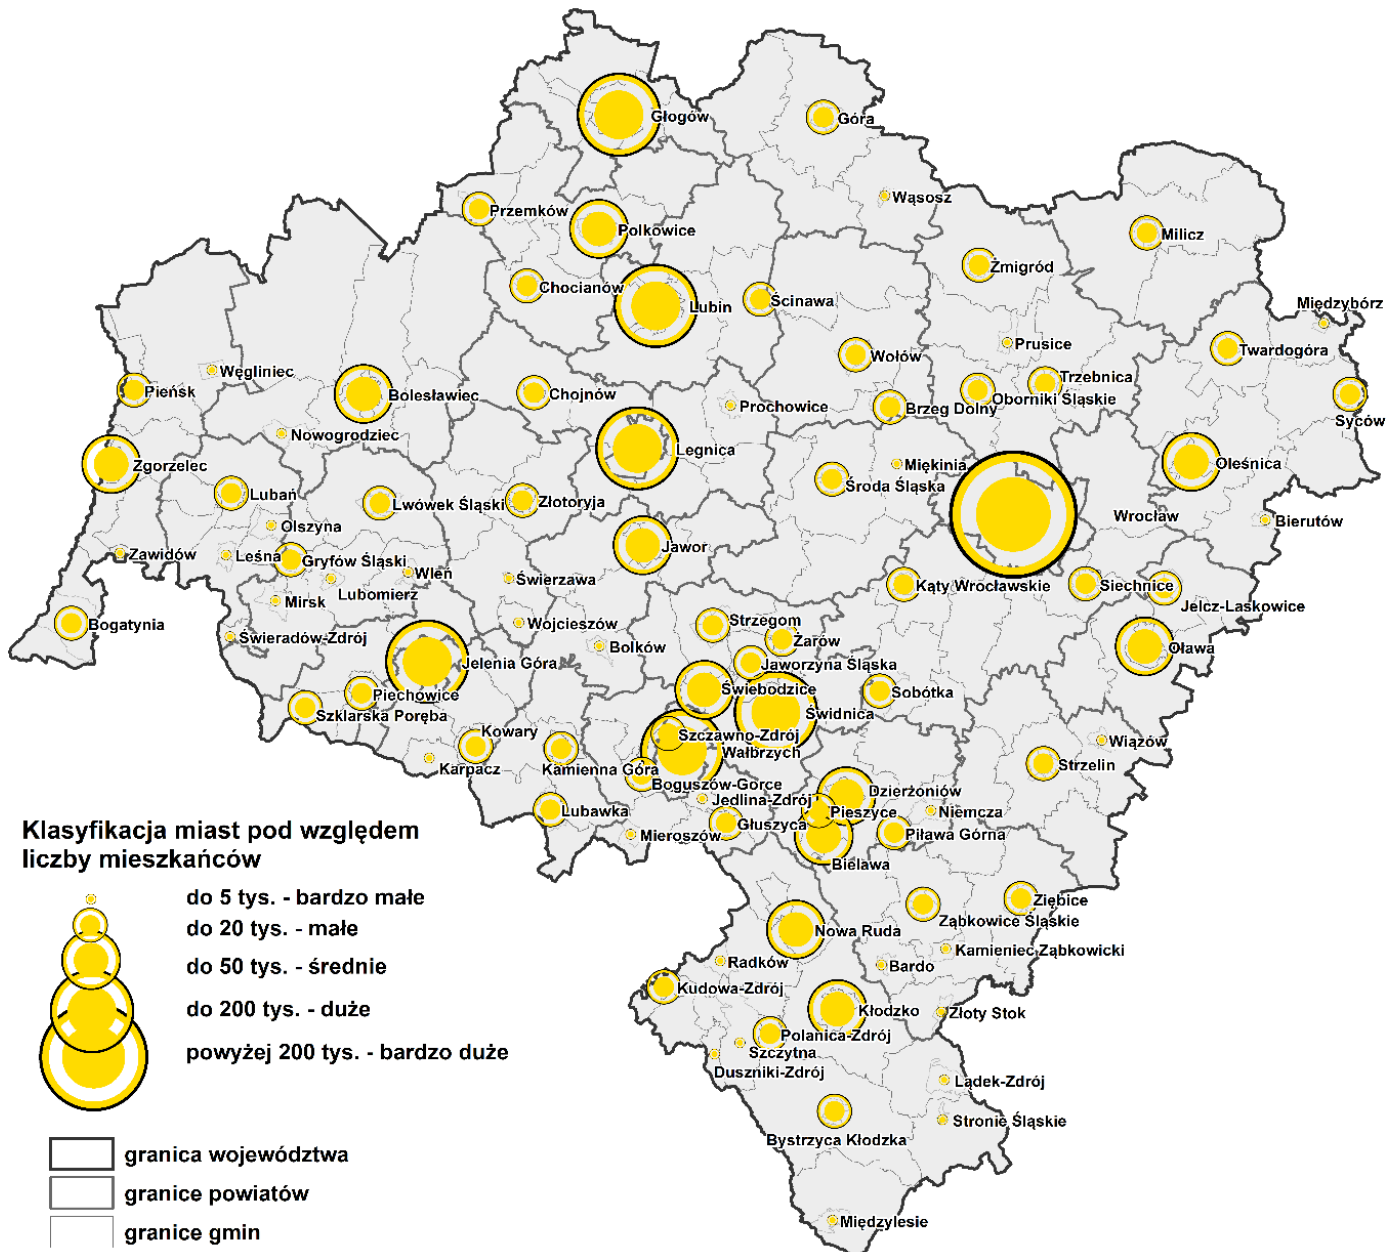 Głogów
Góra
Wąsosz
Przemków
Polkowice
Milicz
Żmigród
Chocianów
Lubin
Ścinawa
Międzybórz
Prusice
Twardogóra
Wołów
Węgliniec
Trzebnica
Pieńsk
Bolesławiec
Chojnów
Oborniki Śląskie
Prochowice
Brzeg Dolny
Syców
Nowogrodziec
Legnica
Zgorzelec
Miękinia
Oleśnica
Środa Śląska
Lubań
Lwówek Śląski
Złotoryja
Wrocław
Bierutów
Olszyna
Jawor
Zawidów
Leśna
Gryfów Śląski
Wleń
Świerzawa
Kąty Wrocławskie
Siechnice
Lubomierz
Mirsk
Jelcz-Laskowice
Bogatynia
Wojcieszów
Strzegom
Świeradów-Zdrój
Bolków
Żarów
Oława
Jelenia Góra
Jaworzyna Śląska
Piechowice
Świebodzice
Sobótka
Szklarska Poręba
Świdnica
Kowary
Szczawno-Zdrój
Wiązów
Karpacz
Kamienna Góra
Wałbrzych
Strzelin
Boguszów-Gorce
Dzierżoniów
Jedlina-Zdrój
Lubawka
Pieszyce
Niemcza
Głuszyca
Mieroszów
Piława Górna
Bielawa
Ziębice
Ząbkowice Śląskie
Nowa Ruda
Kamieniec Ząbkowicki
Radków
Bardo
Kudowa-Zdrój
Kłodzko
Złoty Stok
Polanica-Zdrój
Szczytna
Duszniki-Zdrój
Lądek-Zdrój
Stronie Śląskie
Bystrzyca Kłodzka
Międzylesie
Klasyfikacja miast pod względem
liczby mieszkańców
do 5 tys. - bardzo małe
do 20 tys. - małe
do 50 tys. - średnie
do 200 tys. - duże
powyżej 200 tys. - bardzo duże
granica województwa
granice powiatów
granice gmin